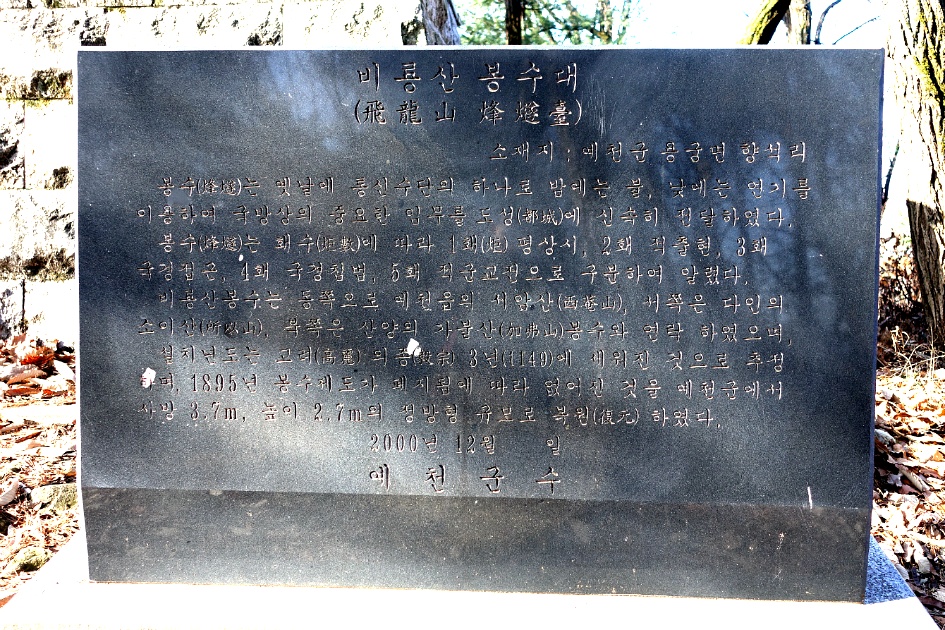 비룡산 봉수대
(飛龍山 烽燧臺)
소재지 : 예천군 용궁면 향석리
봉수(烽燧)는 옛날에 통신수단의 하나로 밤에는 불, 낮에는 연기를
이용하여 국방상의 중요한 임무를 도성(都城)에 신속히 전달하였다.
봉수(烽燧)는 홰수(炬數)에 따라 1홰(炬) 평상시, 2홰 적출현, 3홰
국경접근, 4홰 국경침범, 5홰 적군교전으로 구분하여 알렸다.
비룡산봉수는 동쪽으로 예천읍의 서암산(西菴山), 서쪽은 다인의
소이산(所伊山), 북쪽은 산양의 가불산(加弗山)봉수와 연락 하였으며,
설치년도는 고려(高麗) 의종(毅宗) 3년(1149)에 세워진 것으로 추정
되며, 1895년 봉수제도가 폐지됨에 따라 없어진 것을 예천군에서
사방 3.7m, 높이 2.7m의 정방형 규모로 복원(復元) 하였다.
2000년 12월 일
예천군수